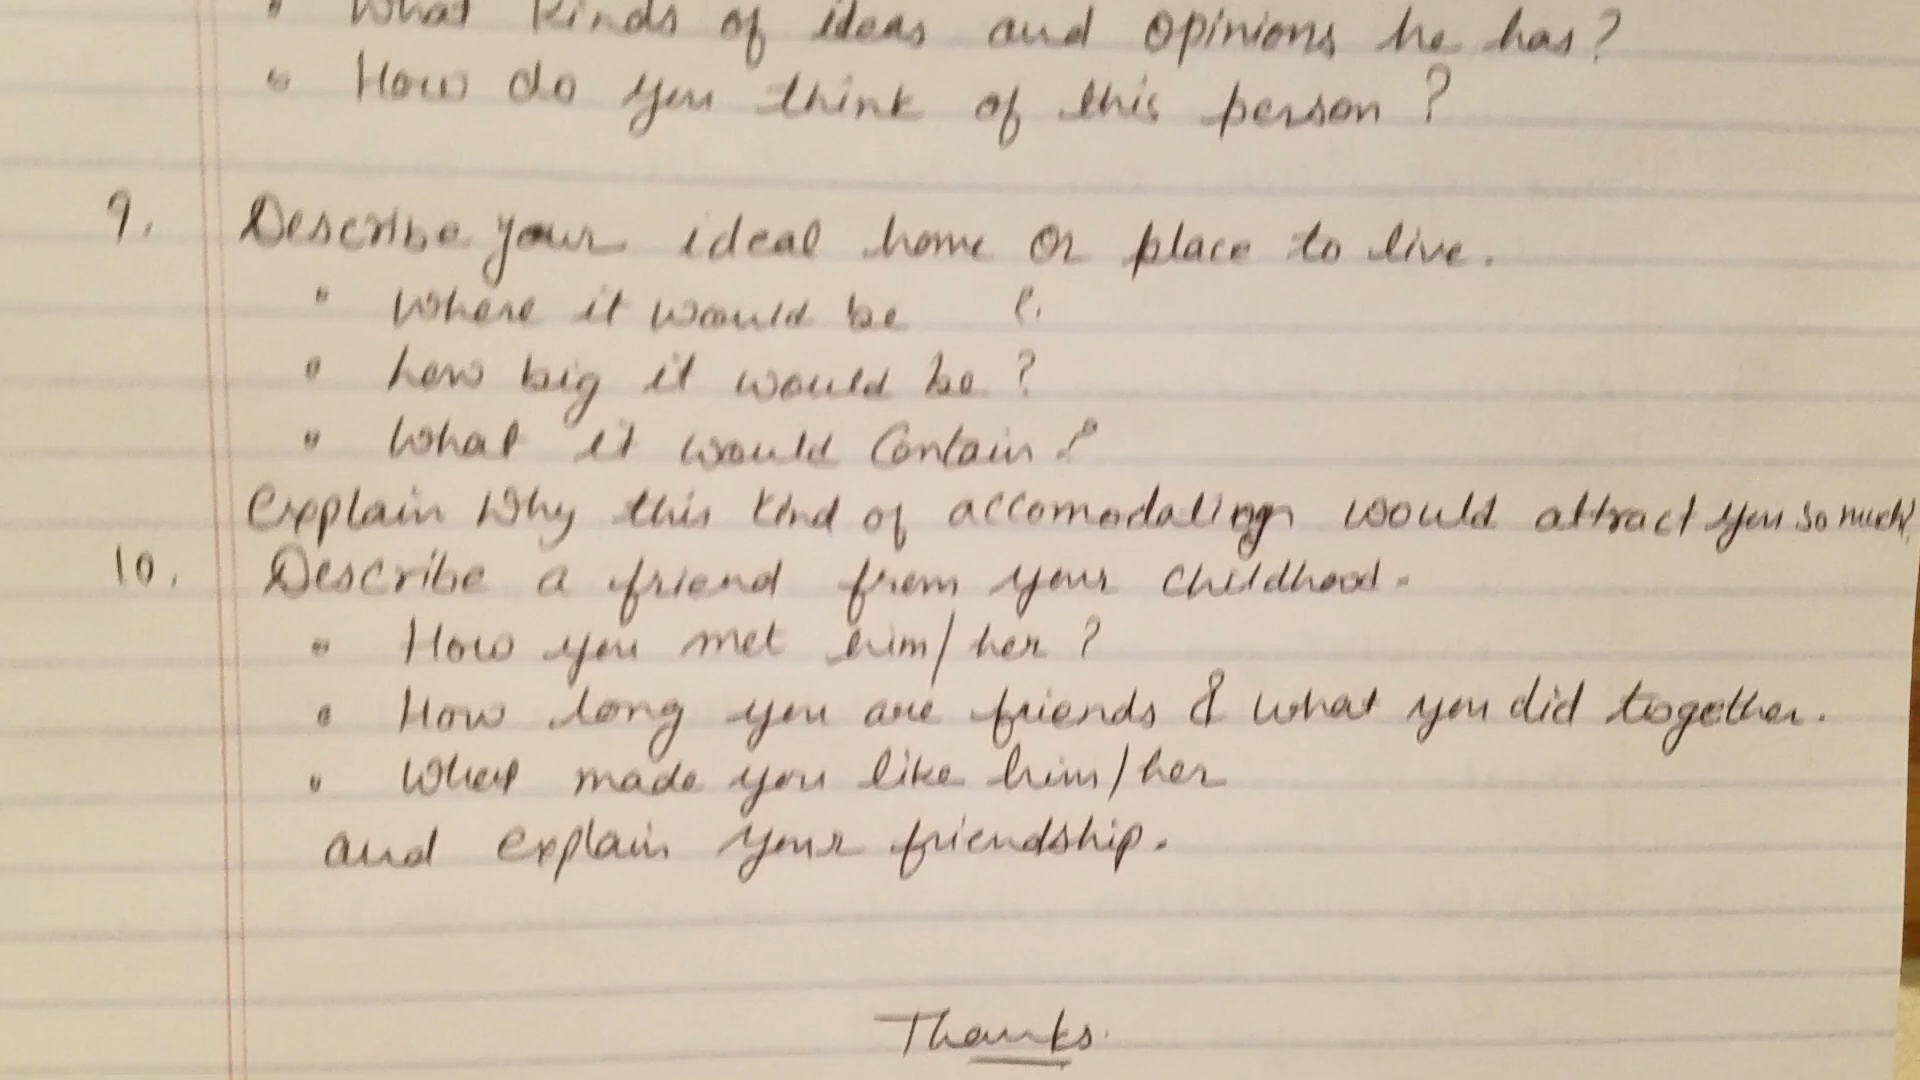 What kinds of ideas and opinions he has?
" How do you think of this person?
9. Describe your ideal home or place to live.
" Where it would be ?
" how big it would be?
" What it would Contain?
Explain Why this kind of accomodation would attract you so much?
10. Describe a friend from your childhood.
" How you met him/her?
" How long you are friends & what you did together.
" What made you like him/her
and explain your friendship.
Thanks.